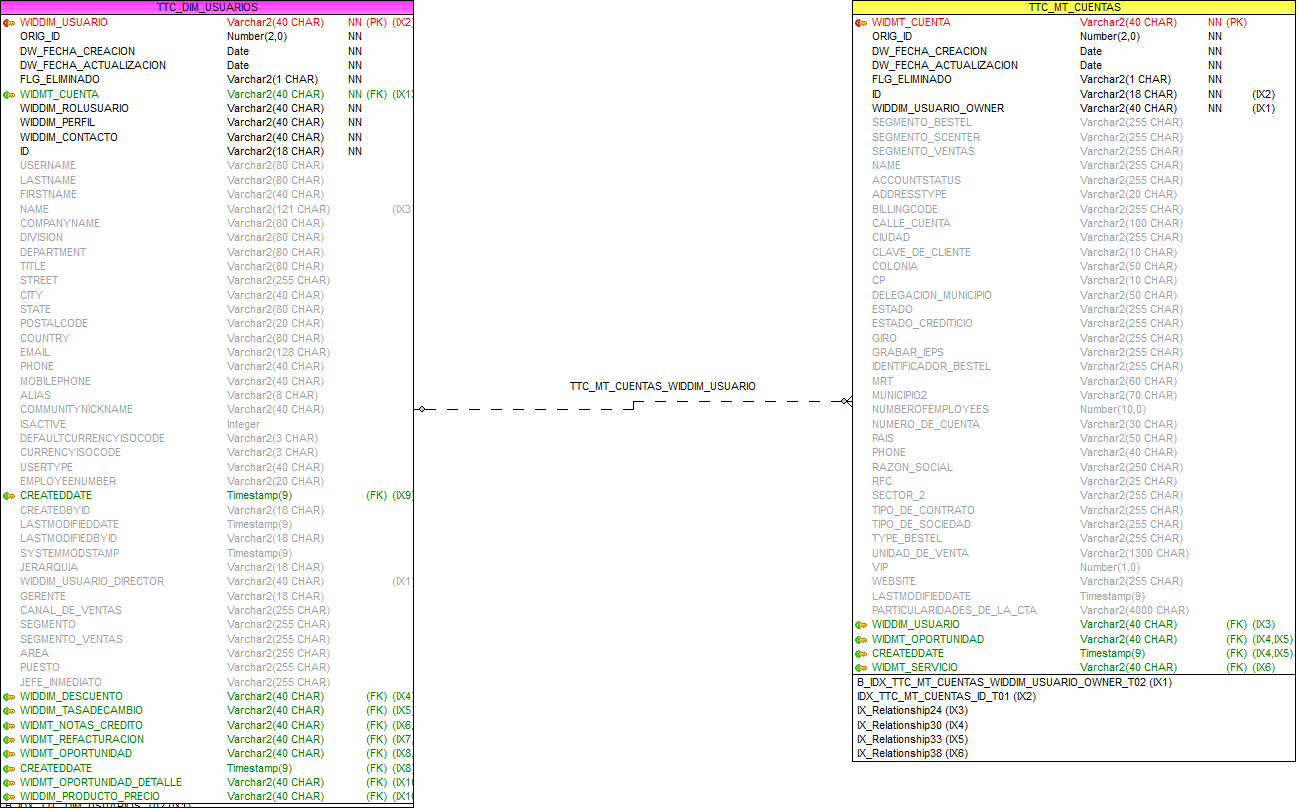 TTC_DIM_USUARIOS
WIDDIM_USUARIO Varchar2(40 CHAR) NN (PK) (IX2)
ORIG_ID Number(2,0) NN
DW_FECHA_CREACION Date NN
DW_FECHA_ACTUALIZACION Date NN
FLG_ELIMINADO Varchar2(1 CHAR) NN
WIDMT_CUENTA Varchar2(40 CHAR) NN (FK) (IX13
WIDDIM_ROLUSUARIO Varchar2(40 CHAR) NN
WIDDIM_PERFIL Varchar2(40 CHAR) NN
WIDDIM_CONTACTO Varchar2(40 CHAR) NN
ID Varchar2(18 CHAR) NN
USERNAME Varchar2(80 CHAR)
LASTNAME Varchar2(80 CHAR)
FIRSTNAME Varchar2(40 CHAR)
NAME Varchar2(121 CHAR) (IX3)
COMPANYNAME Varchar2(80 CHAR)
DIVISION Varchar2(80 CHAR)
DEPARTMENT Varchar2(80 CHAR)
TITLE Varchar2(80 CHAR)
STREET Varchar2(255 CHAR)
CITY Varchar2(40 CHAR)
STATE Varchar2(80 CHAR)
POSTALCODE Varchar2(20 CHAR)
COUNTRY Varchar2(80 CHAR)
EMAIL Varchar2(128 CHAR)
PHONE Varchar2(40 CHAR)
MOBILEPHONE Varchar2(40 CHAR)
ALIAS Varchar2(8 CHAR)
COMMUNITYNICKNAME Varchar2(40 CHAR)
ISACTIVE Integer
DEFAULTCURRENCYISOCODE Varchar2(3 CHAR)
CURRENCYISOCODE Varchar2(3 CHAR)
USERTYPE Varchar2(40 CHAR)
EMPLOYEENUMBER Varchar2(20 CHAR)
CREATEDDATE Timestamp(9) (FK) (IX9)
CREATEDBYID Varchar2(18 CHAR)
LASTMODIFIEDDATE Timestamp(9)
LASTMODIFIEDBYID Varchar2(18 CHAR)
SYSTEMMODSTAMP Timestamp(9)
JERARQUIA Varchar2(18 CHAR)
WIDDIM_USUARIO_DIRECTOR Varchar2(40 CHAR) (IX1)
GERENTE Varchar2(18 CHAR)
CANAL_DE_VENTAS Varchar2(255 CHAR)
SEGMENTO Varchar2(255 CHAR)
SEGMENTO_VENTAS Varchar2(255 CHAR)
AREA Varchar2(255 CHAR)
PUESTO Varchar2(255 CHAR)
JEFE_INMEDIATO Varchar2(255 CHAR)
WIDDIM_DESCUENTO Varchar2(40 CHAR) (FK) (IX4)
WIDDIM_TASADECAMBIO Varchar2(40 CHAR) (FK) (IX5)
WIDMT_NOTAS_CREDITO Varchar2(40 CHAR) (FK) (IX6,
WIDMT_REFACTURACION Varchar2(40 CHAR) (FK) (IX7,
WIDMT_OPORTUNIDAD Varchar2(40 CHAR) (FK) (IX8,
CREATEDDATE Timestamp(9) (FK) (IX8)
WIDMT_OPORTUNIDAD_DETALLE Varchar2(40 CHAR) (FK) (IX10
WIDDIM_PRODUCTO_PRECIO Varchar2(40 CHAR) (FK) (IX10
B_IDX_TTC_DIM_USUARIOS_T02 (IX1)
TTC_MT_CUENTAS_WIDDIM_USUARIO
TTC_MT_CUENTAS
WIDMT_CUENTA Varchar2(40 CHAR) NN (PK)
ORIG_ID Number(2,0) NN
DW_FECHA_CREACION Date NN
DW_FECHA_ACTUALIZACION Date NN
FLG_ELIMINADO Varchar2(1 CHAR) NN
ID Varchar2(18 CHAR) NN (IX2)
WIDDIM_USUARIO_OWNER Varchar2(40 CHAR) NN (IX1)
SEGMENTO_BESTEL Varchar2(255 CHAR)
SEGMENTO_SCENTER Varchar2(255 CHAR)
SEGMENTO_VENTAS Varchar2(255 CHAR)
NAME Varchar2(255 CHAR)
ACCOUNTSTATUS Varchar2(255 CHAR)
ADDRESSTYPE Varchar2(20 CHAR)
BILLINGCODE Varchar2(255 CHAR)
CALLE_CUENTA Varchar2(100 CHAR)
CIUDAD Varchar2(255 CHAR)
CLAVE_DE_CLIENTE Varchar2(10 CHAR)
COLONIA Varchar2(50 CHAR)
CP Varchar2(10 CHAR)
DELEGACION_MUNICIPIO Varchar2(50 CHAR)
ESTADO Varchar2(255 CHAR)
ESTADO_CREDITICIO Varchar2(255 CHAR)
GIRO Varchar2(255 CHAR)
GRABAR_IEPS Varchar2(255 CHAR)
IDENTIFICADOR_BESTEL Varchar2(255 CHAR)
MRT Varchar2(60 CHAR)
MUNICIPIO2 Varchar2(70 CHAR)
NUMBEROFEMPLOYEES Number(10,0)
NUMERO_DE_CUENTA Varchar2(30 CHAR)
PAIS Varchar2(50 CHAR)
PHONE Varchar2(40 CHAR)
RAZON_SOCIAL Varchar2(250 CHAR)
RFC Varchar2(25 CHAR)
SECTOR_2 Varchar2(255 CHAR)
TIPO_DE_CONTRATO Varchar2(255 CHAR)
TIPO_DE_SOCIEDAD Varchar2(255 CHAR)
TYPE_BESTEL Varchar2(255 CHAR)
UNIDAD_DE_VENTA Varchar2(1300 CHAR)
VIP Number(1,0)
WEBSITE Varchar2(255 CHAR)
LASTMODIFIEDDATE Timestamp(9)
PARTICULARIDADES_DE_LA_CTA Varchar2(4000 CHAR)
WIDDIM_USUARIO Varchar2(40 CHAR) (FK) (IX3)
WIDMT_OPORTUNIDAD Varchar2(40 CHAR) (FK) (IX4,IX5)
CREATEDDATE Timestamp(9) (FK) (IX4,IX5)
WIDMT_SERVICIO Varchar2(40 CHAR) (FK) (IX6)
B_IDX_TTC_MT_CUENTAS_WIDDIM_USUARIO_OWNER_T02 (IX1)
IDX_TTC_MT_CUENTAS_ID_T01 (IX2)
IX_Relationship24 (IX3)
IX_Relationship30 (IX4)
IX_Relationship33 (IX5)
IX_Relationship38 (IX6)